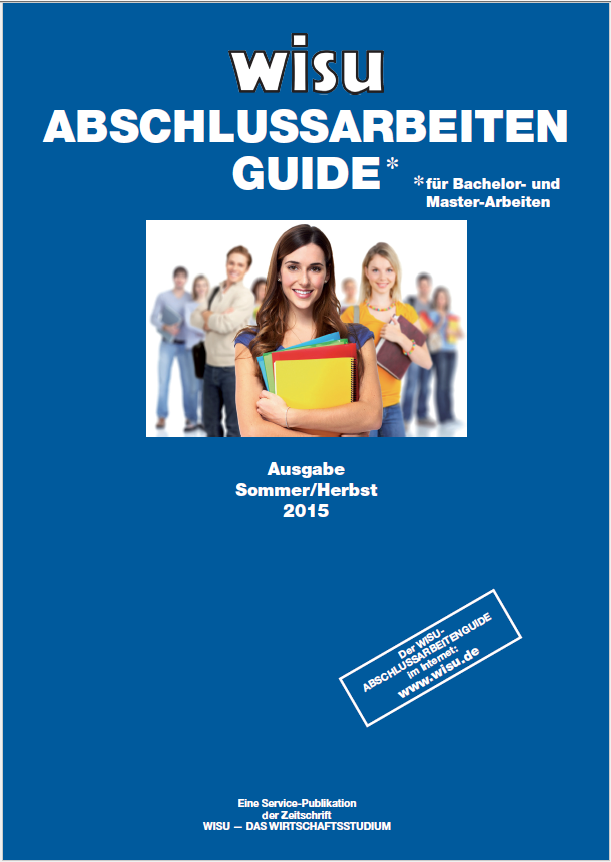 wisu
ABSCHLUSSARBEITEN
GUIDE*
*für Bachelor- und
Master-Arbeiten
Ausgabe
Sommer/Herbst
2015
Der WISU-
ABSCHLUSSARBEITENGUIDE
im Internet:
www.wisu.de
Eine Service-Publikation
der Zeitschrift
WISU — DAS WIRTSCHAFTSSTUDIUM